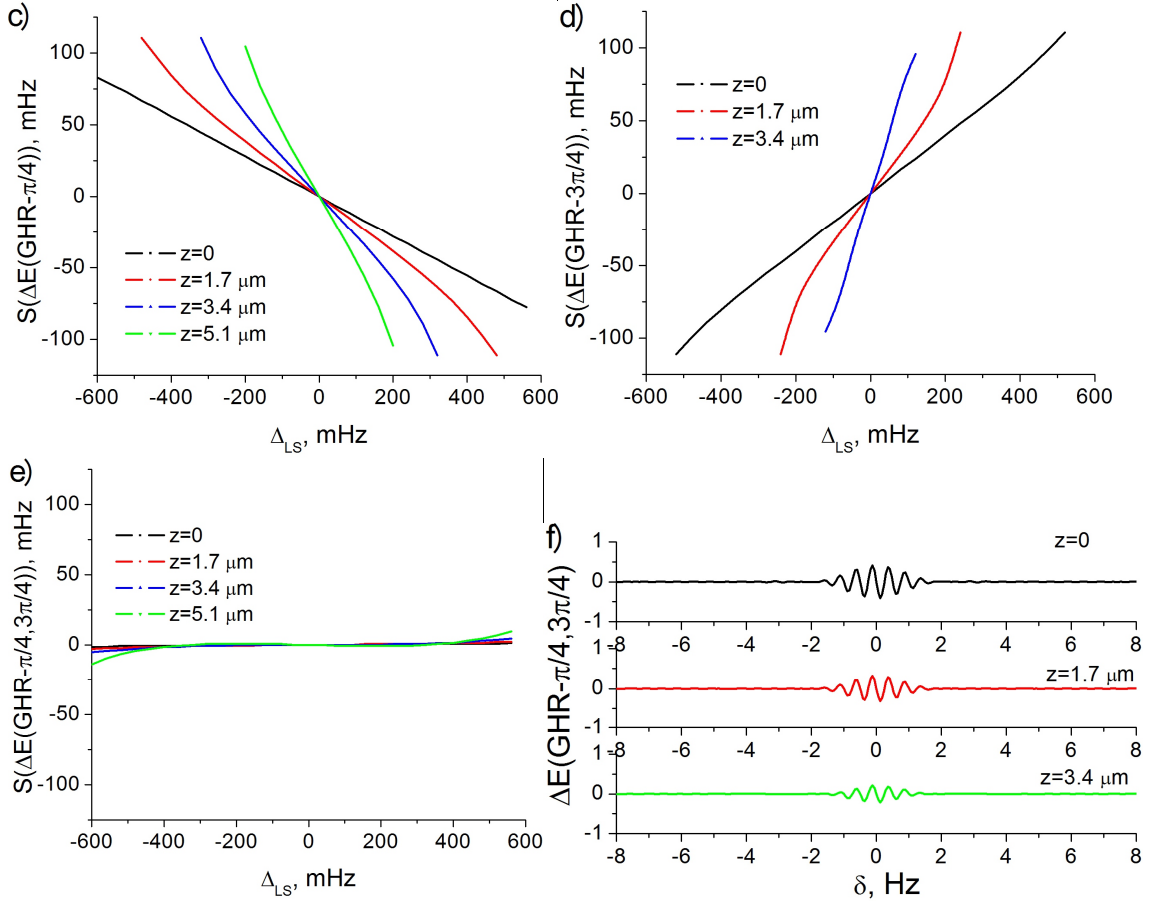 c)
S(ΔE(GHR-π/4)), mHz
100
50
0
-50
-100
z=0
z=1.7 μm
z=3.4 μm
z=5.1 μm
-600 -400 -200 0 200 400 600
Δ_LS, mHz
d)
S(ΔE(GHR-3π/4)), mHz
100
50
0
-50
-100
z=0
z=1.7 μm
z=3.4 μm
-600 -400 -200 0 200 400 600
Δ_LS, mHz
e)
S(ΔE(GHR-π/4,3π/4)), mHz
100
50
0
-50
-100
z=0
z=1.7 μm
z=3.4 μm
z=5.1 μm
-600 -400 -200 0 200 400 600
Δ_LS, mHz
f)
ΔE(GHR-π/4,3π/4)
z=0
1
0
-1
-8 -6 -4 -2 0 2 4 6 8
z=1.7 μm
1
0
-1
-8 -6 -4 -2 0 2 4 6 8
z=3.4 μm
1
0
-1
-8 -6 -4 -2 0 2 4 6 8
δ, Hz